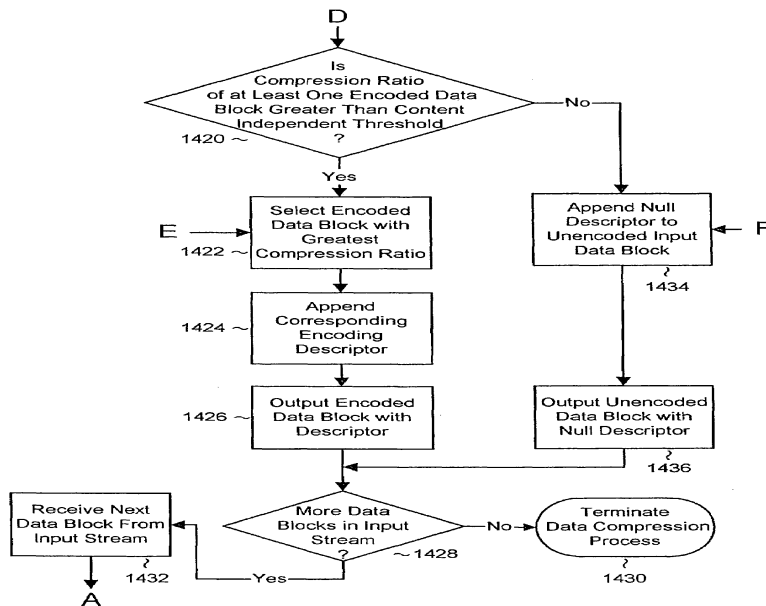 D
Is
Compression Ratio
of at Least One Encoded Data
Block Greater Than Content
Independent Threshold
?
1420
No
Yes
E
Select Encoded
Data Block with
Greatest
Compression Ratio
1422
Append Null
Descriptor to
Unencoded Input
Data Block
F
1434
1424
Append
Corresponding
Encoding
Descriptor
1426
Output Encoded
Data Block with
Descriptor
Output Unencoded
Data Block with
Null Descriptor
1436
Receive Next
Data Block From
Input Stream
1432
A
More Data
Blocks in Input
Stream
?
1428
Yes
No
Terminate
Data Compression
Process
1430